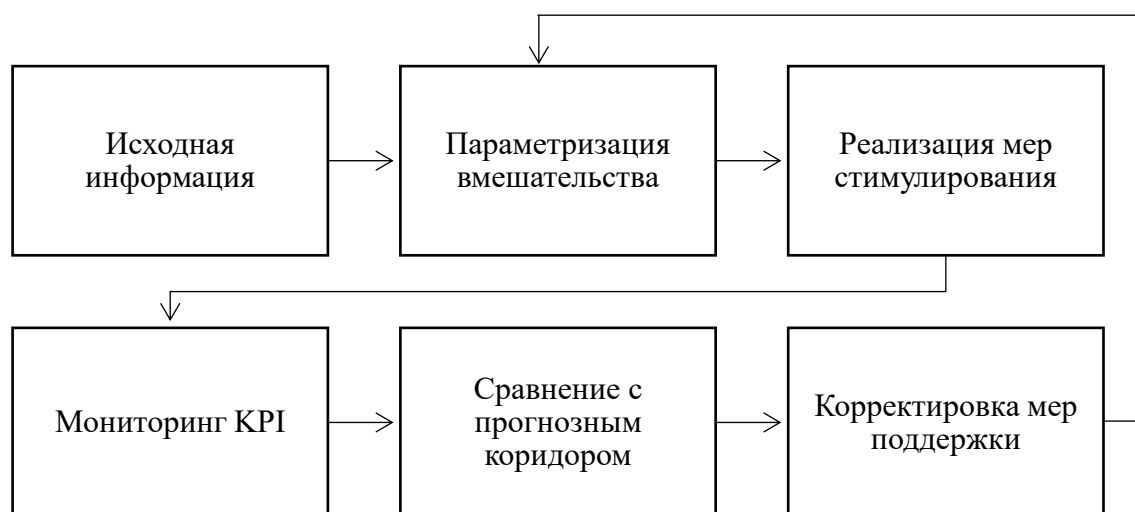 Исходная
информация
Параметризация
вмешательства
Реализация мер
стимулирования
Мониторинг KPI
Сравнение с
прогнозным
коридором
Корректировка мер
поддержки